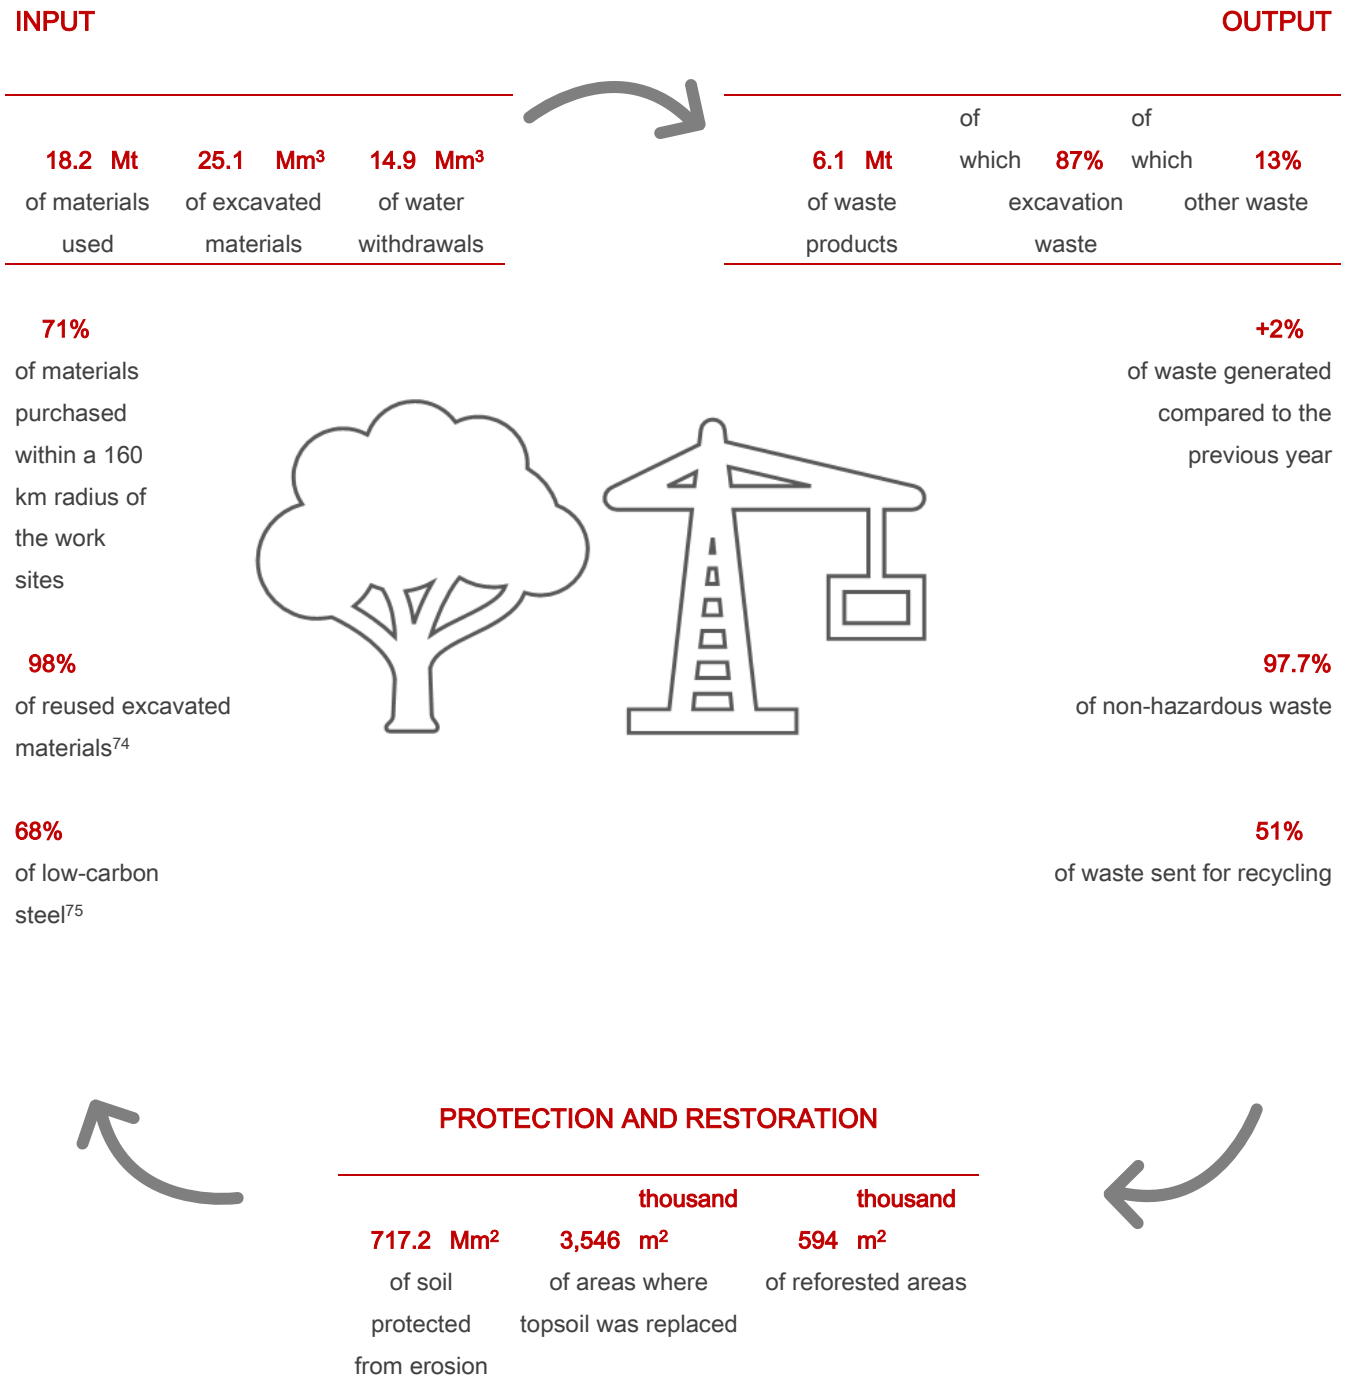 INPUT
OUTPUT
18.2 Mt
of materials
used
25.1 Mm³
of excavated
materials
14.9 Mm³
of water
withdrawals
6.1 Mt
of waste
products
of
which 87%
excavation
waste
of
which 13%
other waste
71%
of materials
purchased
within a 160
km radius of
the work
sites
98%
of reused excavated
materials⁷⁴
68%
of low-carbon
steel⁷⁵
+2%
of waste generated
compared to the
previous year
97.7%
of non-hazardous waste
51%
of waste sent for recycling
PROTECTION AND RESTORATION
717.2 Mm²
of soil
protected
from erosion
thousand
3,546 m²
of areas where
topsoil was replaced
thousand
594 m²
of reforested areas